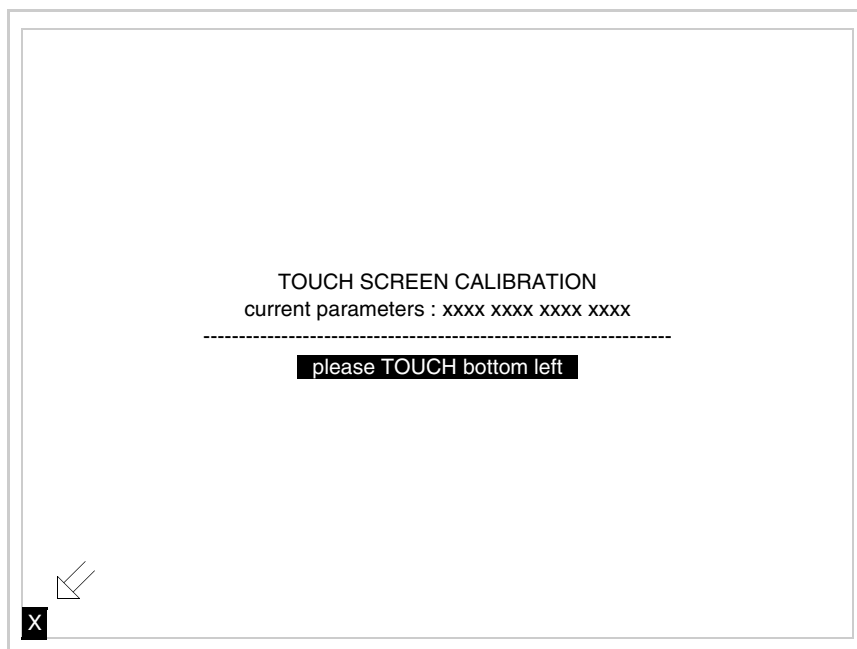 TOUCH SCREEN CALIBRATION
current parameters : xxxx xxxx xxxx xxxx
------------------------------------------------------------------
please TOUCH bottom left
X